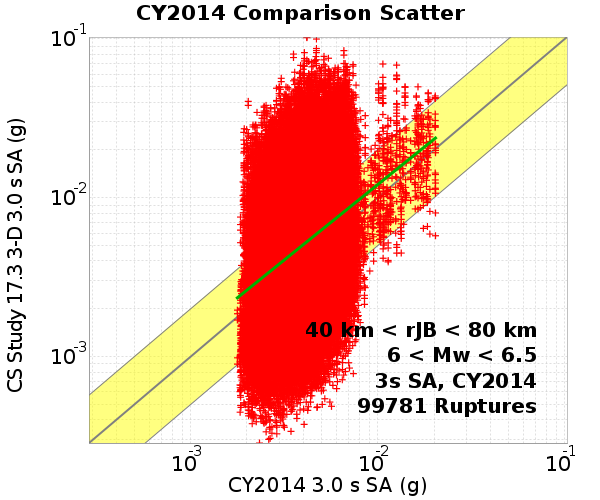 CY2014 Comparison Scatter
CS Study 17.3 3-D 3.0 s SA (g)
10-1
10-2
10-3
40 km < rJB < 80 km
6 < Mw < 6.5
3s SA, CY2014
99781 Ruptures
10-3
10-2
10-1
CY2014 3.0 s SA (g)